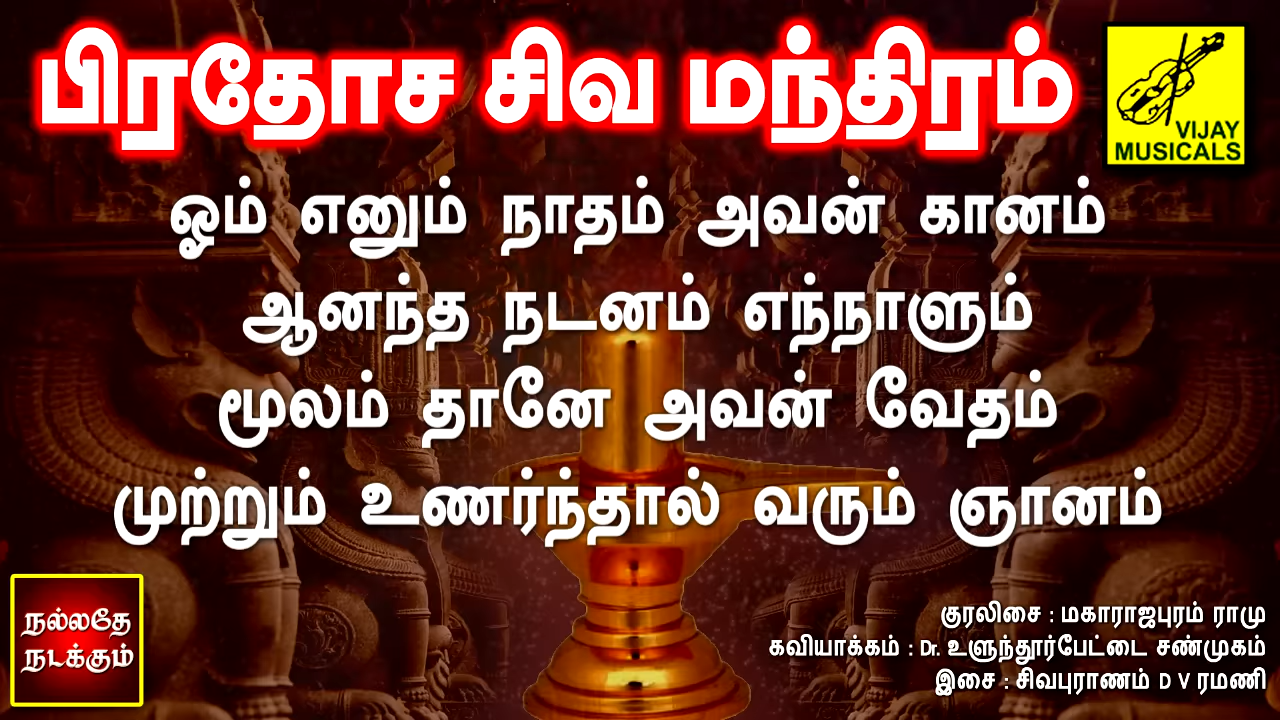 பிரதோச சிவ மந்திரம்
VIJAY
MUSICALS
ஓம் எனும் நாதம் அவன் கானம்
ஆனந்த நடனம் எந்நாளும்
மூலம் தானே அவன் வேதம்
முற்றும் உணர்ந்தால் வரும் ஞானம்
நல்லதே
நடக்கும்
குரலிசை : மகாராஜபுரம் ராமு
கவியாக்கம் : Dr. உளுந்தூர்பேட்டை சண்முகம்
இசை : சிவபுராணம் D V ரமணி